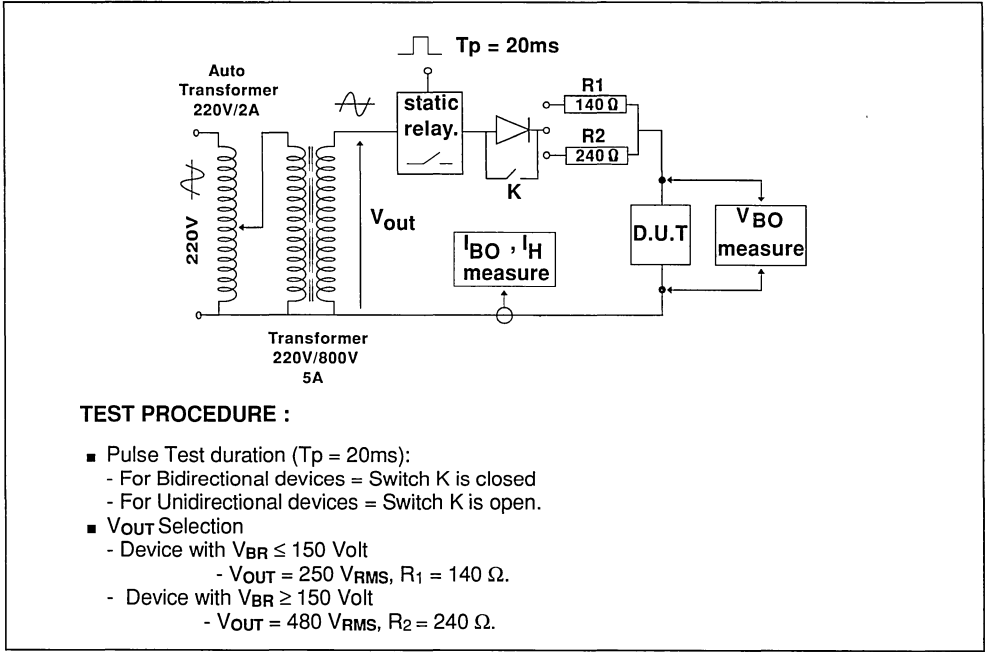 Tp = 20ms
Auto
Transformer
220V/2A
static
relay.
R1
140 Ω
R2
240 Ω
K
220V
Vout
IBO , IH
measure
D.U.T
VBO
measure
Transformer
220V/800V
5A
TEST PROCEDURE :
■ Pulse Test duration (Tp = 20ms):
- For Bidirectional devices = Switch K is closed
- For Unidirectional devices = Switch K is open.
■ VOUT Selection
- Device with VBR ≤ 150 Volt
- VOUT = 250 VRMS, R1 = 140 Ω.
- Device with VBR ≥ 150 Volt
- VOUT = 480 VRMS, R2 = 240 Ω.